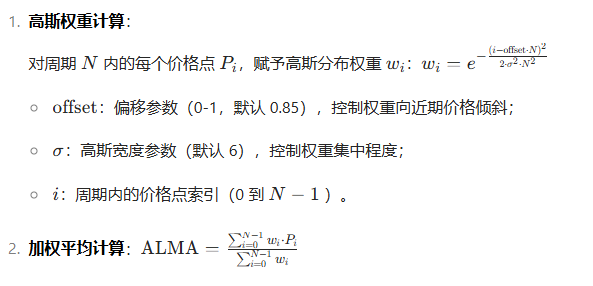 1. 高斯权重计算：
对周期 N 内的每个价格点 P_i，赋予高斯分布权重 w_i：w_i = e^{-\frac{(i-\text{offset}\cdot N)^2}{2\cdot\sigma^2\cdot N^2}}
○ offset：偏移参数（0-1，默认 0.85），控制权重向近期价格倾斜；
○ σ：高斯宽度参数（默认 6），控制权重集中程度；
○ i：周期内的价格点索引（0 到 N − 1）。
2. 加权平均计算：ALMA = \frac{\sum_{i=0}^{N-1} w_i \cdot P_i}{\sum_{i=0}^{N-1} w_i}